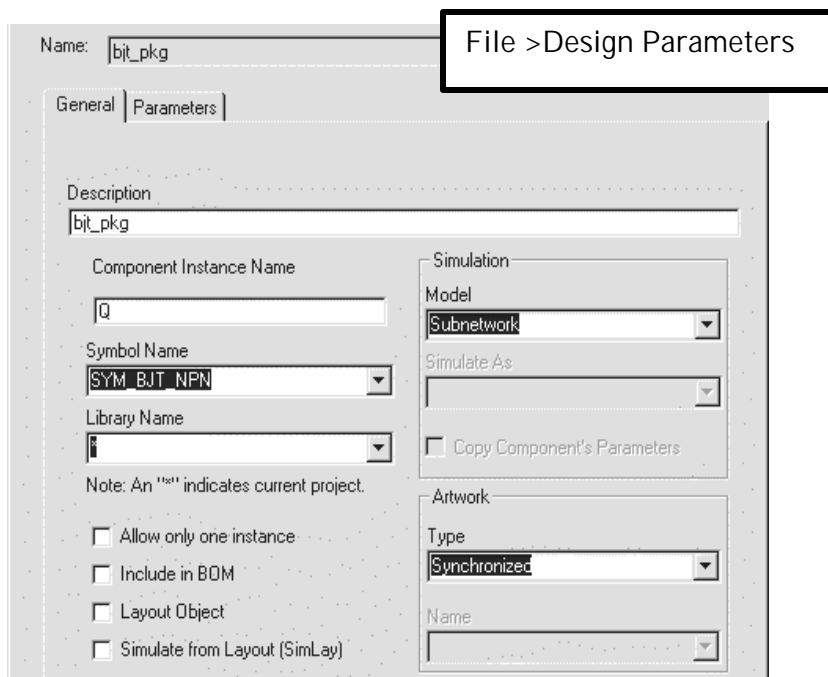 File >Design Parameters
Name: bjt_pkg
General Parameters
Description
bjt_pkg
Component Instance Name
Q
Symbol Name
SYM_BJT_NPN
Library Name
*
Note: An "*" indicates current project.
Allow only one instance
Include in BOM
Layout Object
Simulate from Layout (SimLay)
Simulation
Model
Subnetwork
Simulate As
Copy Component's Parameters
Artwork
Type
Synchronized
Name